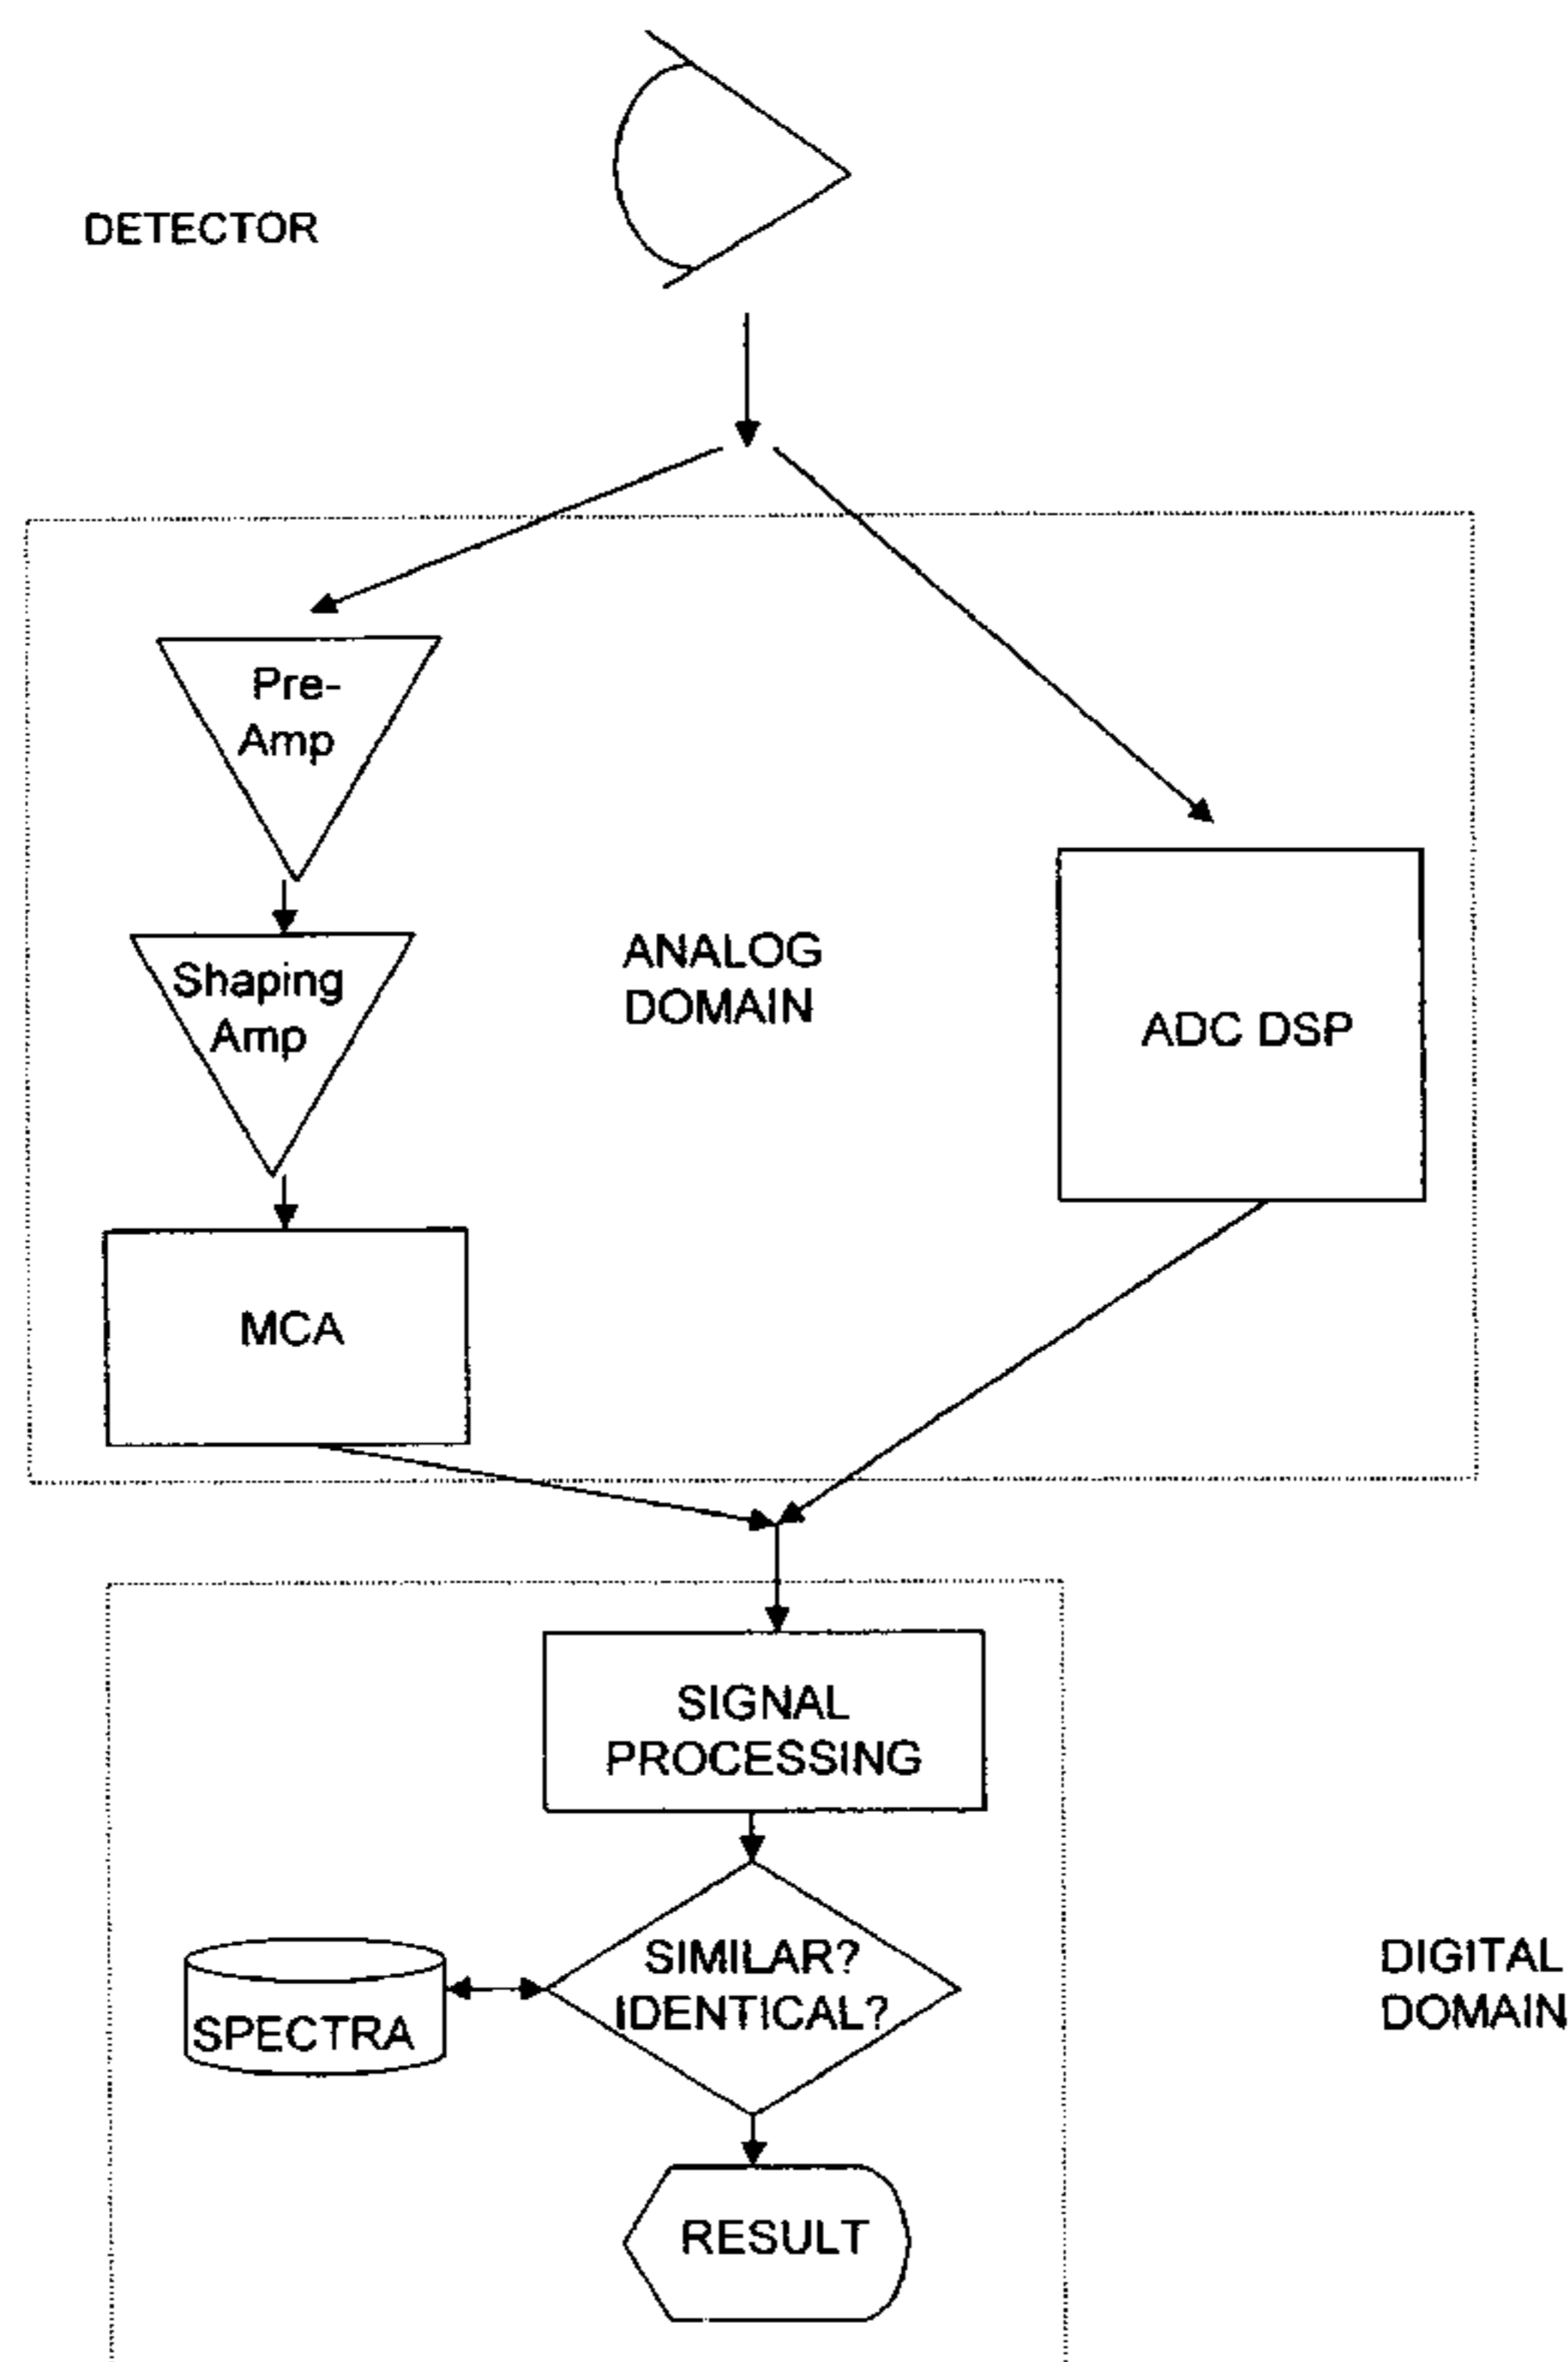 DETECTOR
Pre-
Amp
Shaping
Amp
ANALOG
DOMAIN
ADC DSP
MCA
SIGNAL
PROCESSING
SIMILAR?
IDENTICAL?
SPECTRA
DIGITAL
DOMAIN
RESULT